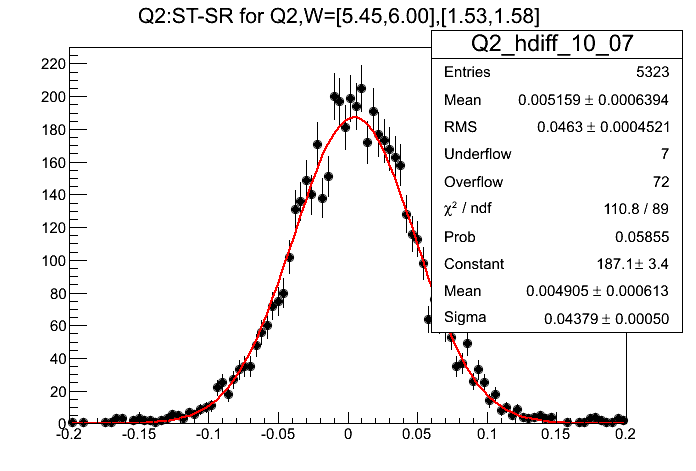 Q2:ST-SR for Q2,W=[5.45,6.00],[1.53,1.58]
Q2_hdiff_10_07
Entries 5323
Mean 0.005159 ± 0.0006394
RMS 0.0463 ± 0.0004521
Underflow 7
Overflow 72
χ² / ndf 110.8 / 89
Prob 0.05855
Constant 187.1 ± 3.4
Mean 0.004905 ± 0.000613
Sigma 0.04379 ± 0.00050
220
200
180
160
140
120
100
80
60
40
20
0
-0.2 -0.15 -0.1 -0.05 0 0.05 0.1 0.15 0.2